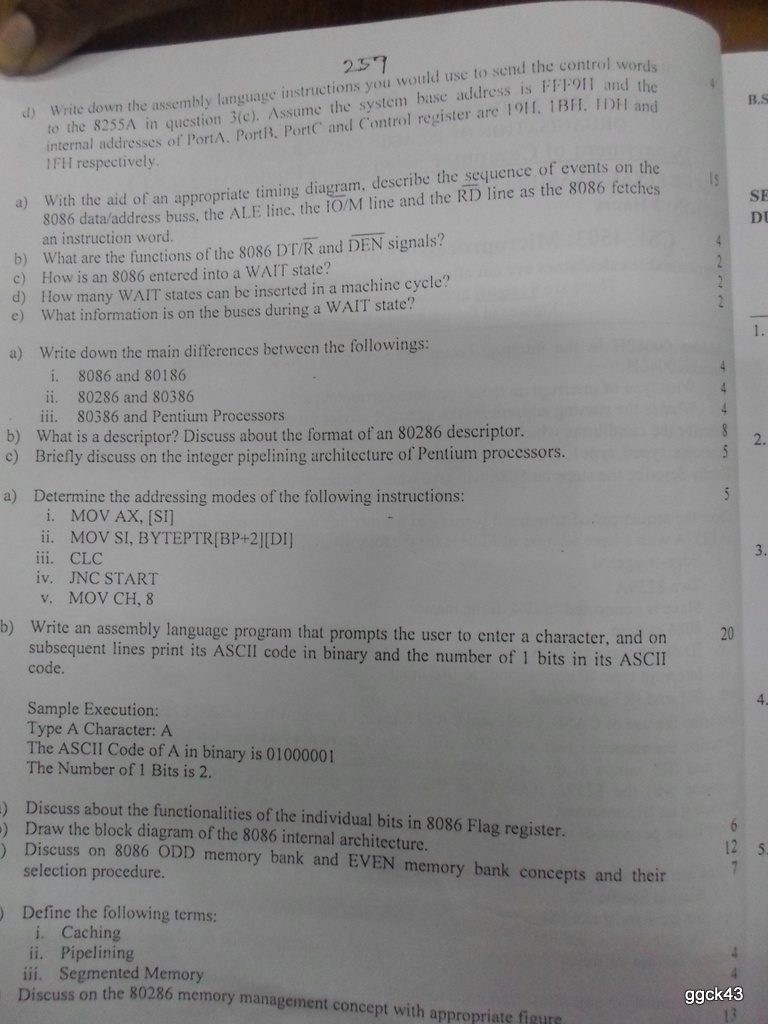 259
d) Write down the assembly language instructions you would use to send the control words 4
to the 8255A in question 3(c). Assume the system base address is FFF9H and the
internal addresses of PortA, PortB, PortC and Control register are 19H, 1BH, 1DH and
1FH respectively.
a) With the aid of an appropriate timing diagram, describe the sequence of events on the 15
8086 data/address buss, the ALE line, the I̅O̅/M line and the R̅D̅ line as the 8086 fetches
an instruction word.
b) What are the functions of the 8086 DT/R̅ and D̅E̅N̅ signals? 4
c) How is an 8086 entered into a WAIT state? 2
d) How many WAIT states can be inserted in a machine cycle? 2
e) What information is on the buses during a WAIT state? 2
a) Write down the main differences between the followings:
i. 8086 and 80186 4
ii. 80286 and 80386 4
iii. 80386 and Pentium Processors 4
b) What is a descriptor? Discuss about the format of an 80286 descriptor. 8
c) Briefly discuss on the integer pipelining architecture of Pentium processors. 5
a) Determine the addressing modes of the following instructions: 5
i. MOV AX, [SI]
ii. MOV SI, BYTEPTR[BP+2][DI]
iii. CLC
iv. JNC START
v. MOV CH, 8
b) Write an assembly language program that prompts the user to enter a character, and on 20
subsequent lines print its ASCII code in binary and the number of 1 bits in its ASCII
code.
Sample Execution:
Type A Character: A
The ASCII Code of A in binary is 01000001
The Number of 1 Bits is 2.
) Discuss about the functionalities of the individual bits in 8086 Flag register. 6
) Draw the block diagram of the 8086 internal architecture. 12
) Discuss on 8086 ODD memory bank and EVEN memory bank concepts and their 7
selection procedure.
) Define the following terms:
i. Caching
ii. Pipelining 4
iii. Segmented Memory 4
Discuss on the 80286 memory management concept with appropriate figure. 13
B.S
SE
DU
1.
2.
3.
4.
5.
ggck43